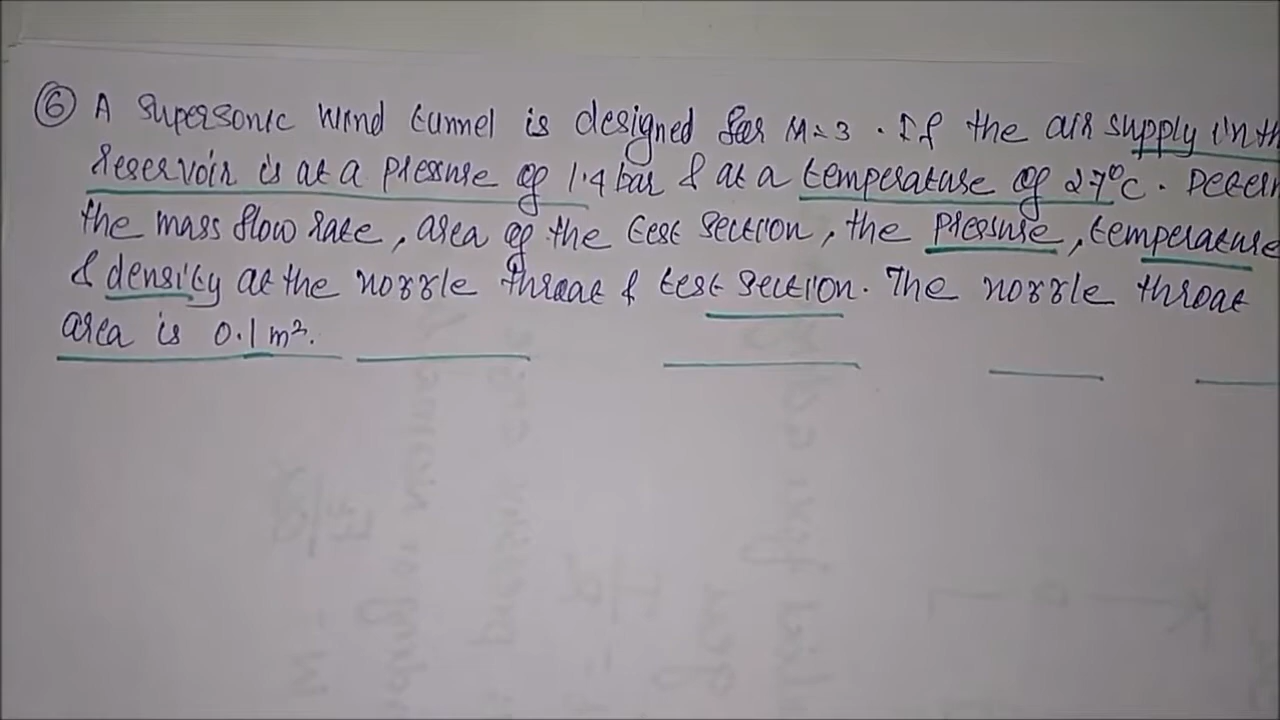 ⑥ A supersonic wind tunnel is designed for M = 3. If the air supply in th
reservoir is at a pressure of 1.4 bar & at a temperature of 27°C. Determ
the mass flow rate, area of the test section, the pressure, temperature
& density at the nozzle throat & test section. The nozzle throat
area is 0.1 m².